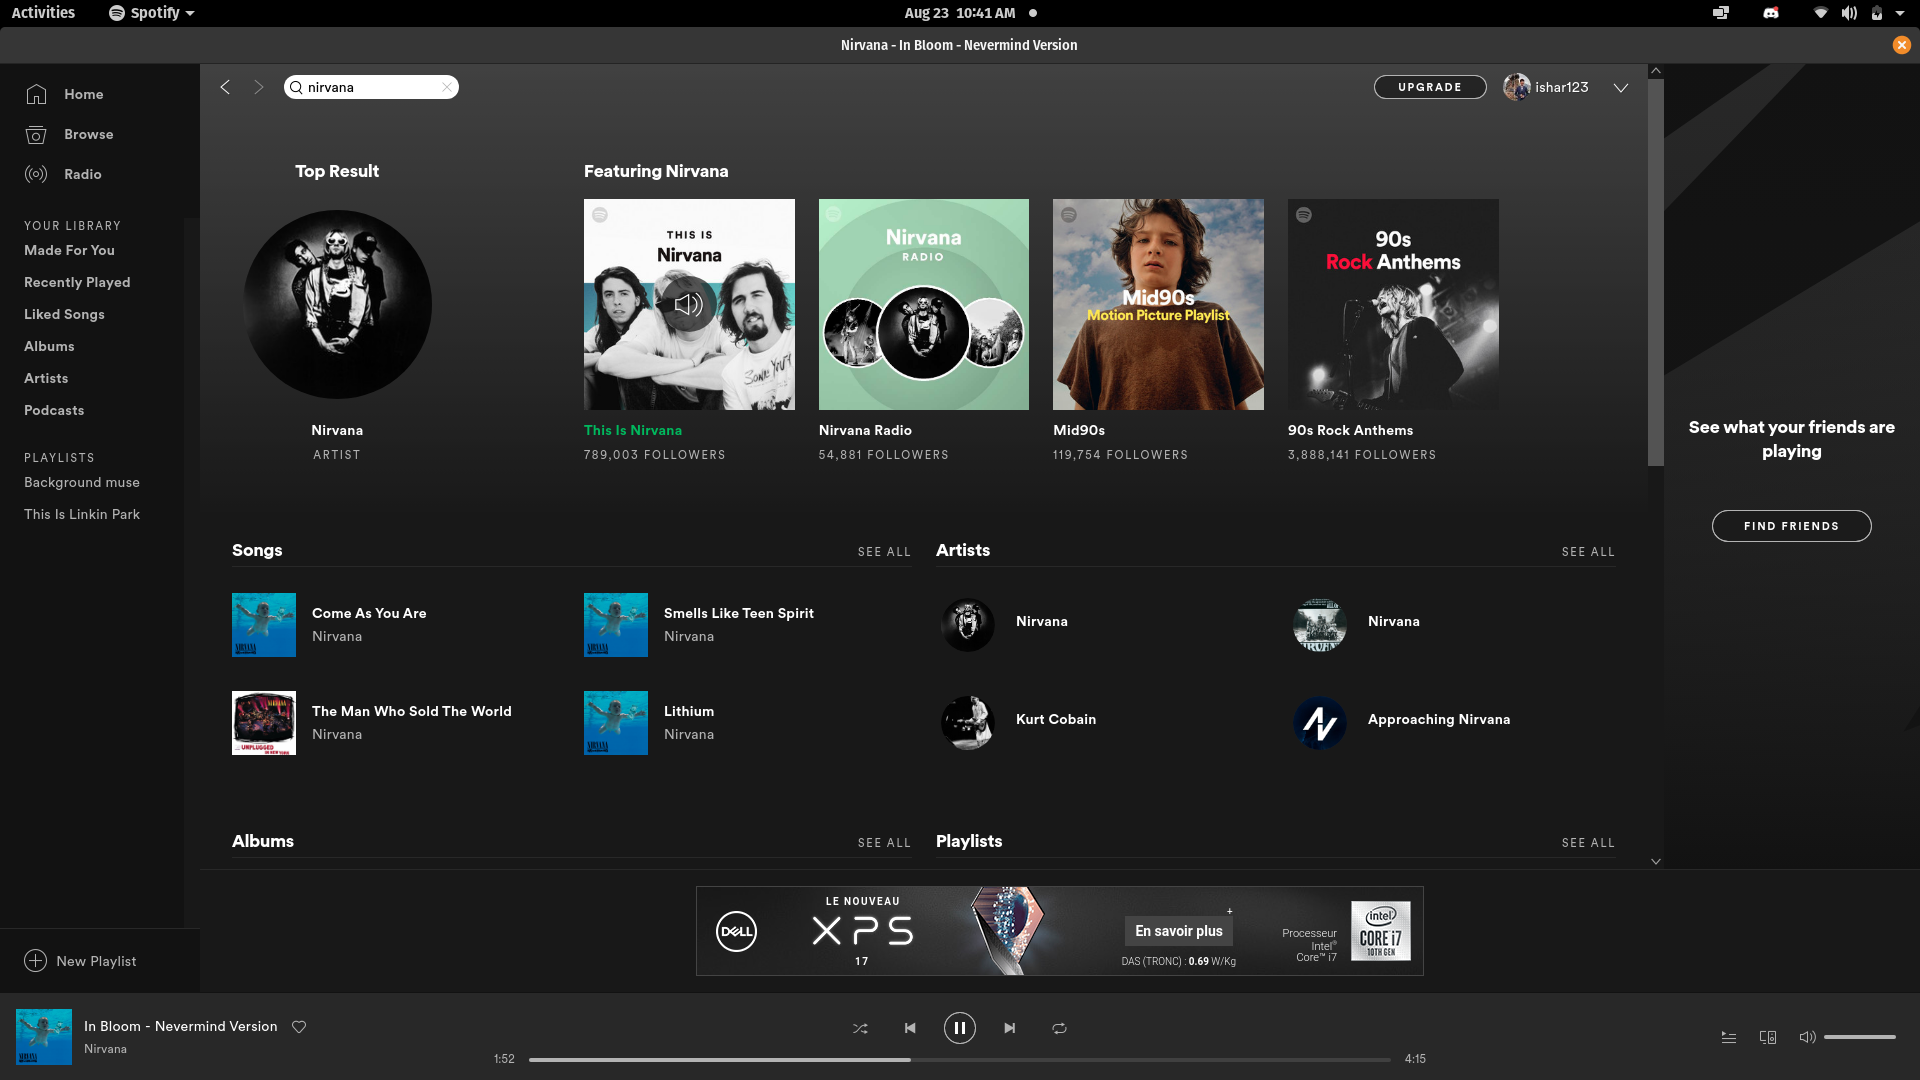 Activities
Spotify
Aug 23 10:41 AM
Nirvana - In Bloom - Nevermind Version
nirvana
UPGRADE
ishar123
Home
Browse
Radio
YOUR LIBRARY
Made For You
Recently Played
Liked Songs
Albums
Artists
Podcasts
PLAYLISTS
Background muse
This Is Linkin Park
New Playlist
Top Result
Nirvana
ARTIST
Featuring Nirvana
THIS IS
Nirvana
This Is Nirvana
789,003 FOLLOWERS
Nirvana
RADIO
Nirvana Radio
54,881 FOLLOWERS
Mid90s
Motion Picture Playlist
Mid90s
119,754 FOLLOWERS
90s
Rock Anthems
90s Rock Anthems
3,888,141 FOLLOWERS
See what your friends are
playing
FIND FRIENDS
Songs
SEE ALL
Come As You Are
Nirvana
Smells Like Teen Spirit
Nirvana
The Man Who Sold The World
Nirvana
Lithium
Nirvana
Artists
SEE ALL
Nirvana
Nirvana
Kurt Cobain
Approaching Nirvana
Albums
SEE ALL
Playlists
SEE ALL
DELL
LE NOUVEAU
XPS
17
En savoir plus
+
DAS (TRONC) : 0.69 W/Kg
Processeur
Intel®
Core™ i7
intel
CORE i7
10TH GEN
In Bloom - Nevermind Version
Nirvana
1:52
4:15